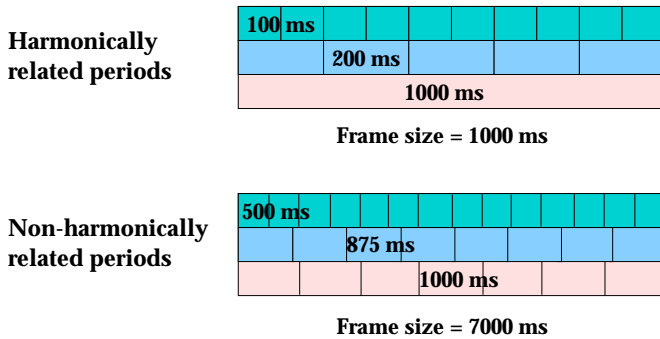 Harmonically
related periods
100 ms
200 ms
1000 ms
Frame size = 1000 ms
Non-harmonically
related periods
500 ms
875 ms
1000 ms
Frame size = 7000 ms